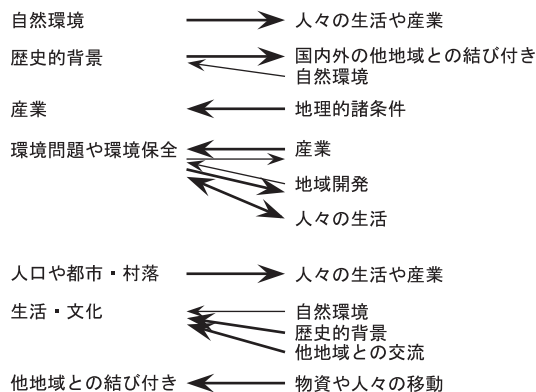 自然環境 人々の生活や産業
歴史的背景 国内外の他地域との結び付き
自然環境
産業 地理的諸条件
環境問題や環境保全 産業
地域開発
人々の生活
人口や都市・村落 人々の生活や産業
生活・文化 自然環境
歴史的背景
他地域との交流
他地域との結び付き 物資や人々の移動